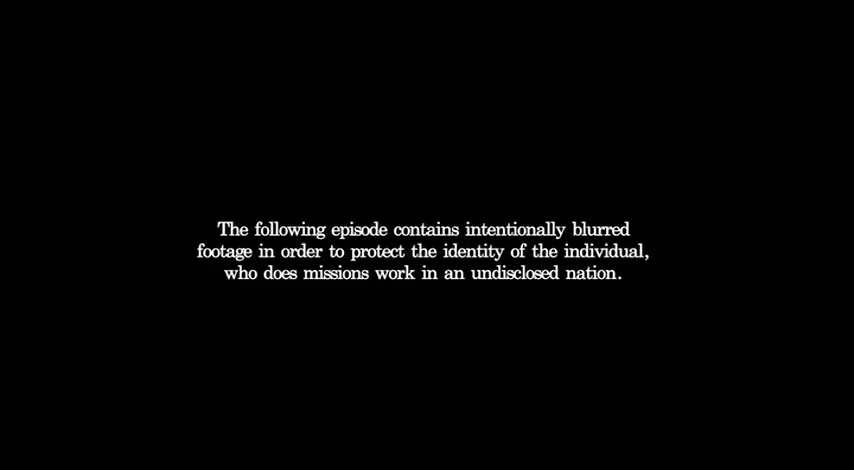 The following episode contains intentionally blurred
footage in order to protect the identity of the individual,
who does missions work in an undisclosed nation.